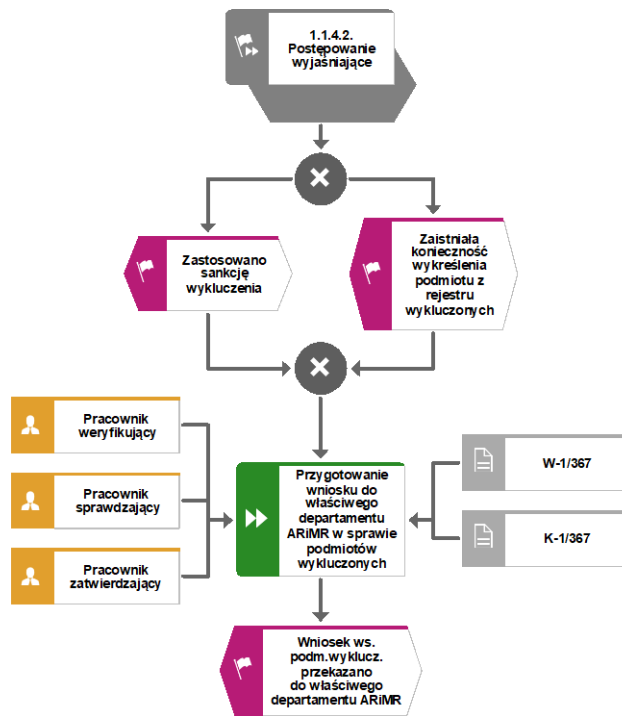 1.1.4.2.
Postępowanie
wyjaśniające
Zastosowano
sankcję
wykluczenia
Zaistniała
konieczność
wykreślenia
podmiotu z
rejestru
wykluczonych
Pracownik
weryfikujący
Pracownik
sprawdzający
Pracownik
zatwierdzający
Przygotowanie
wniosku do
właściwego
departamentu
ARiMR w sprawie
podmiotów
wykluczonych
W-1/367
K-1/367
Wniosek ws.
podm.wyklucz.
przekazano
do właściwego
departamentu ARiMR